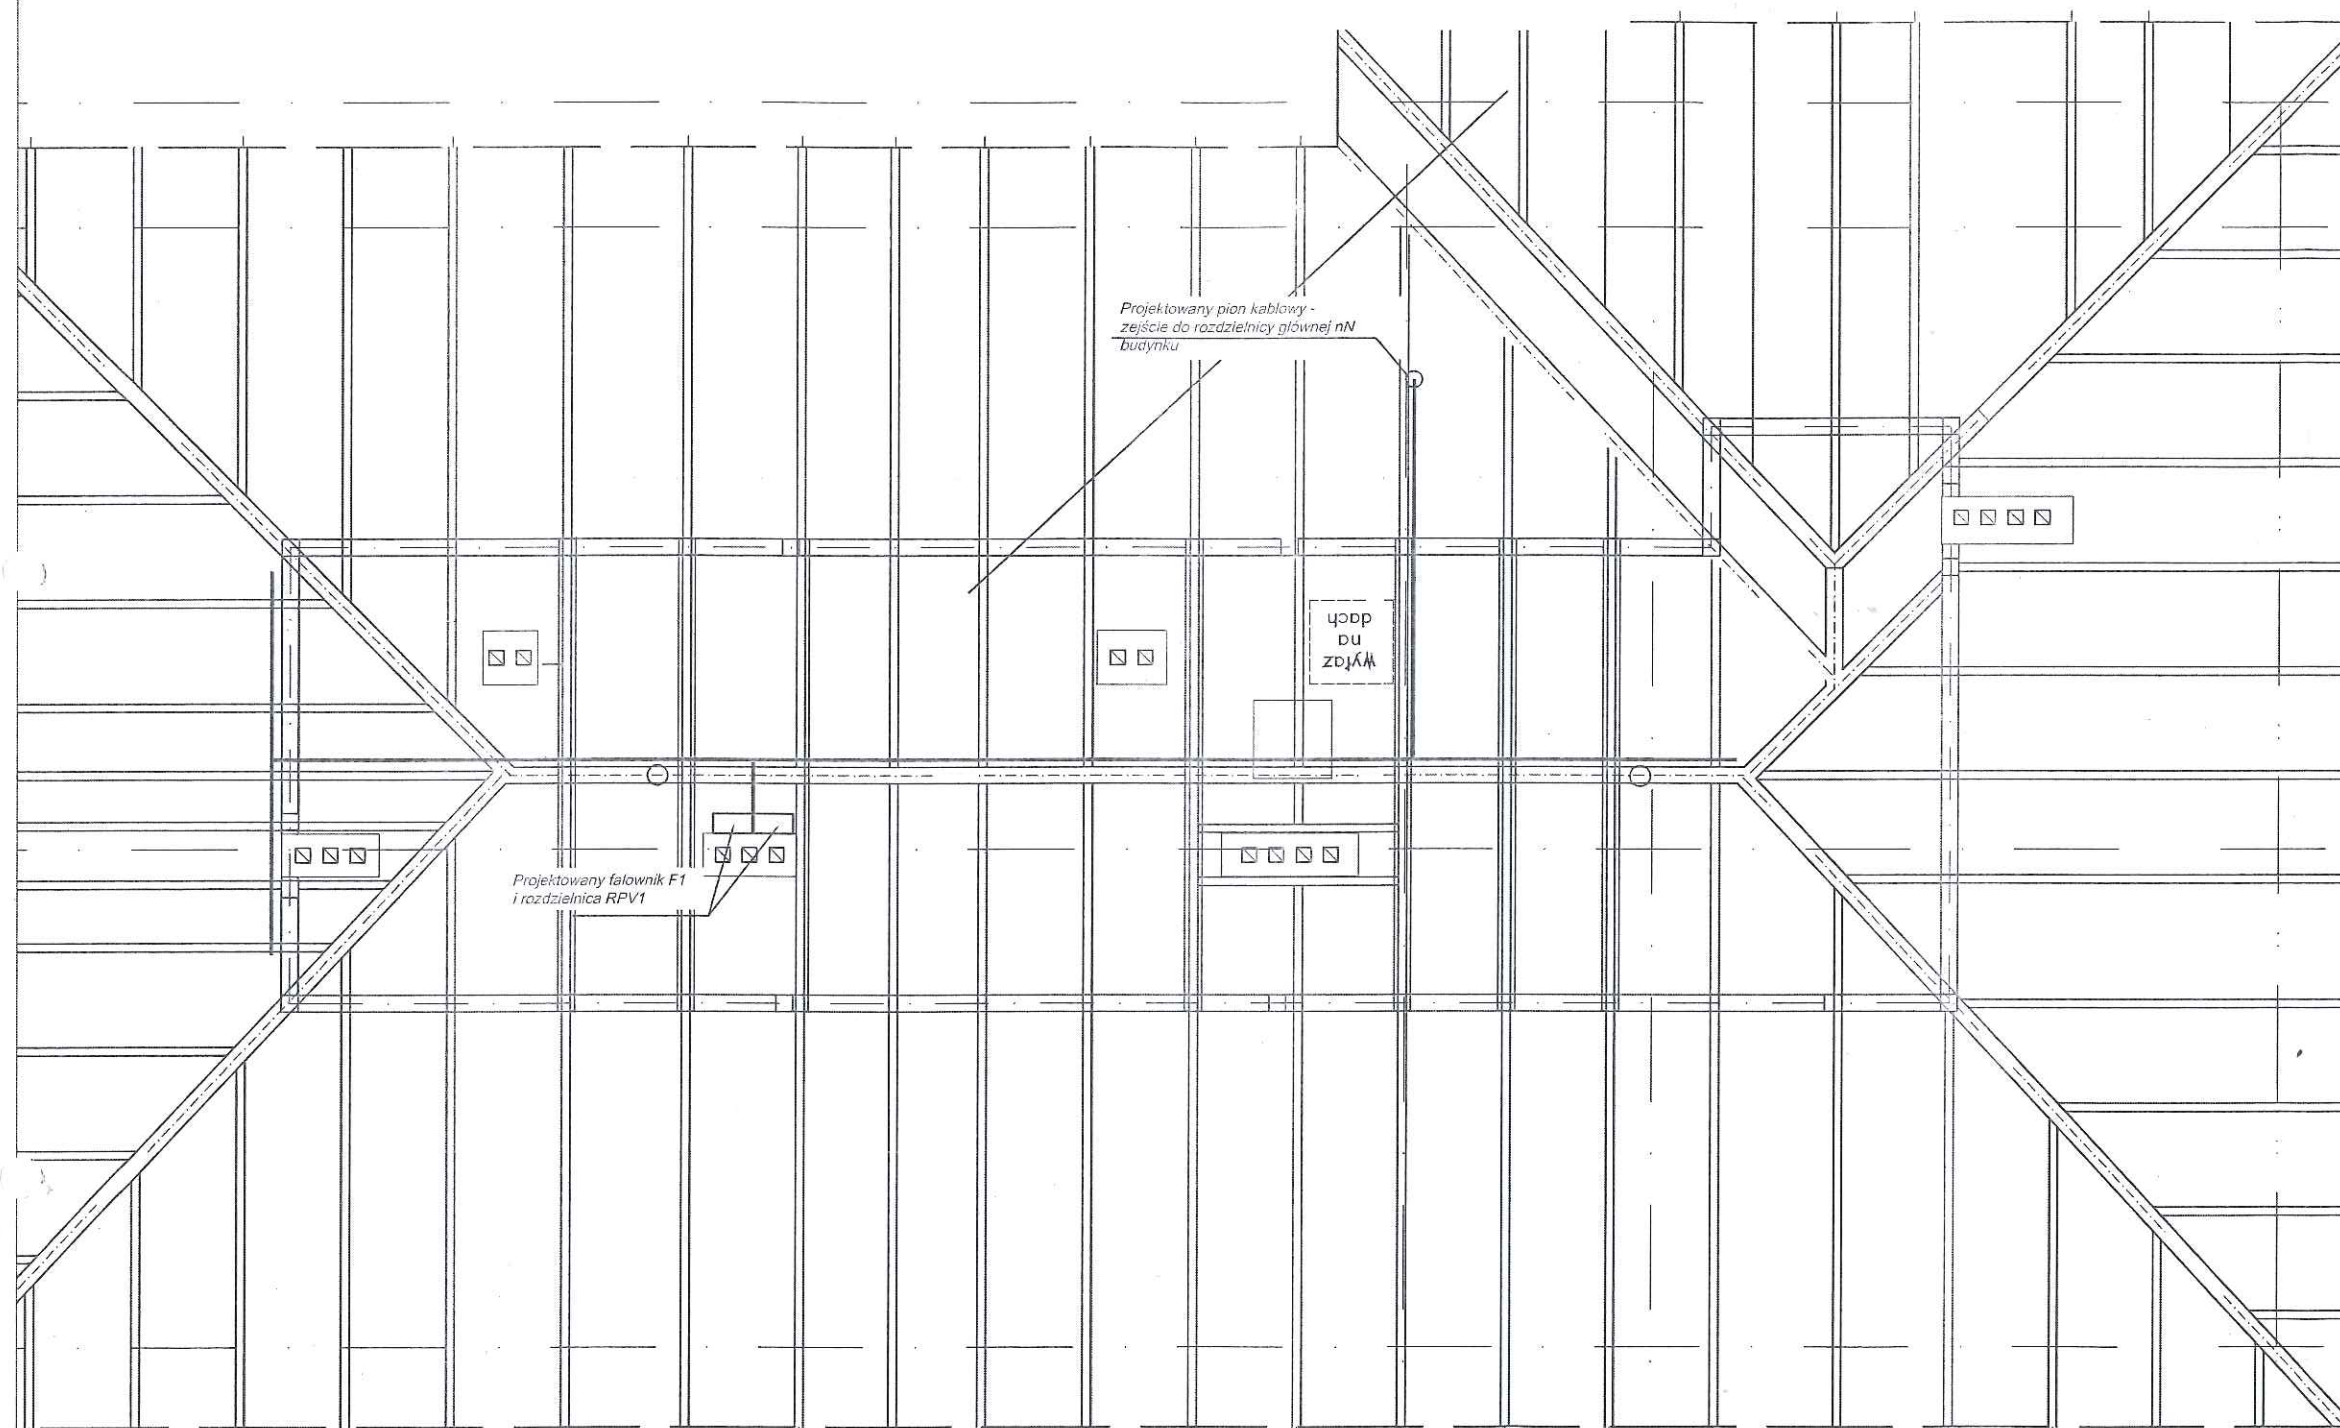 Projektowany pion kablowy -
zejście do rozdzielnicy głównej nN
budynku
Wyłaz
na
dach
Projektowany falownik F1
i rozdzielnica RPV1